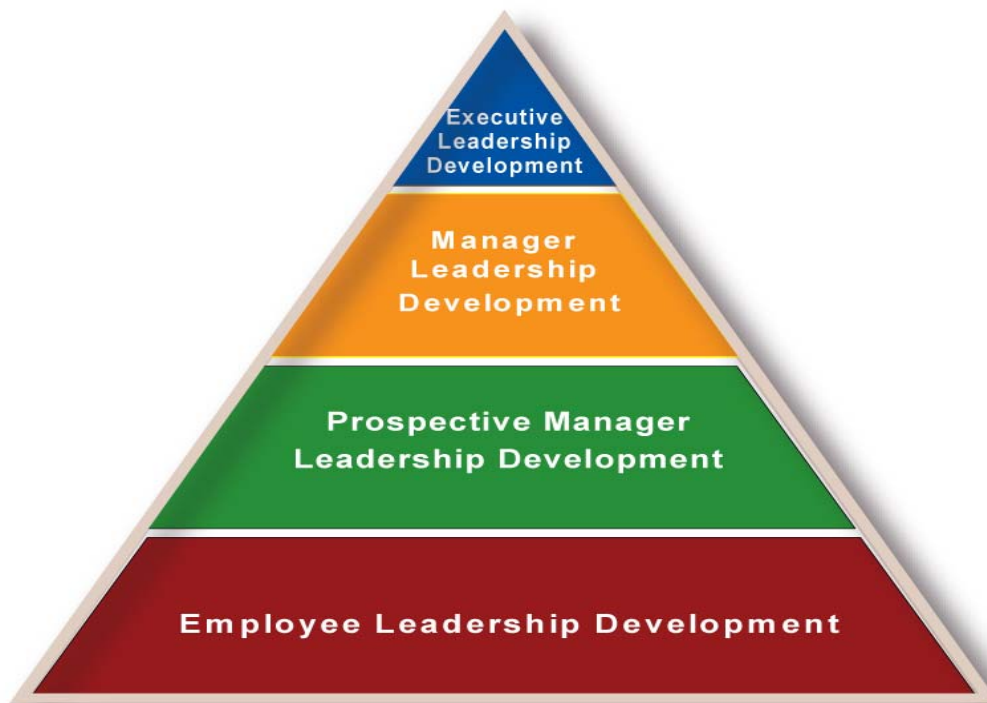 Executive
Leadership
Development
Manager
Leadership
Development
Prospective Manager
Leadership Development
Employee Leadership Development